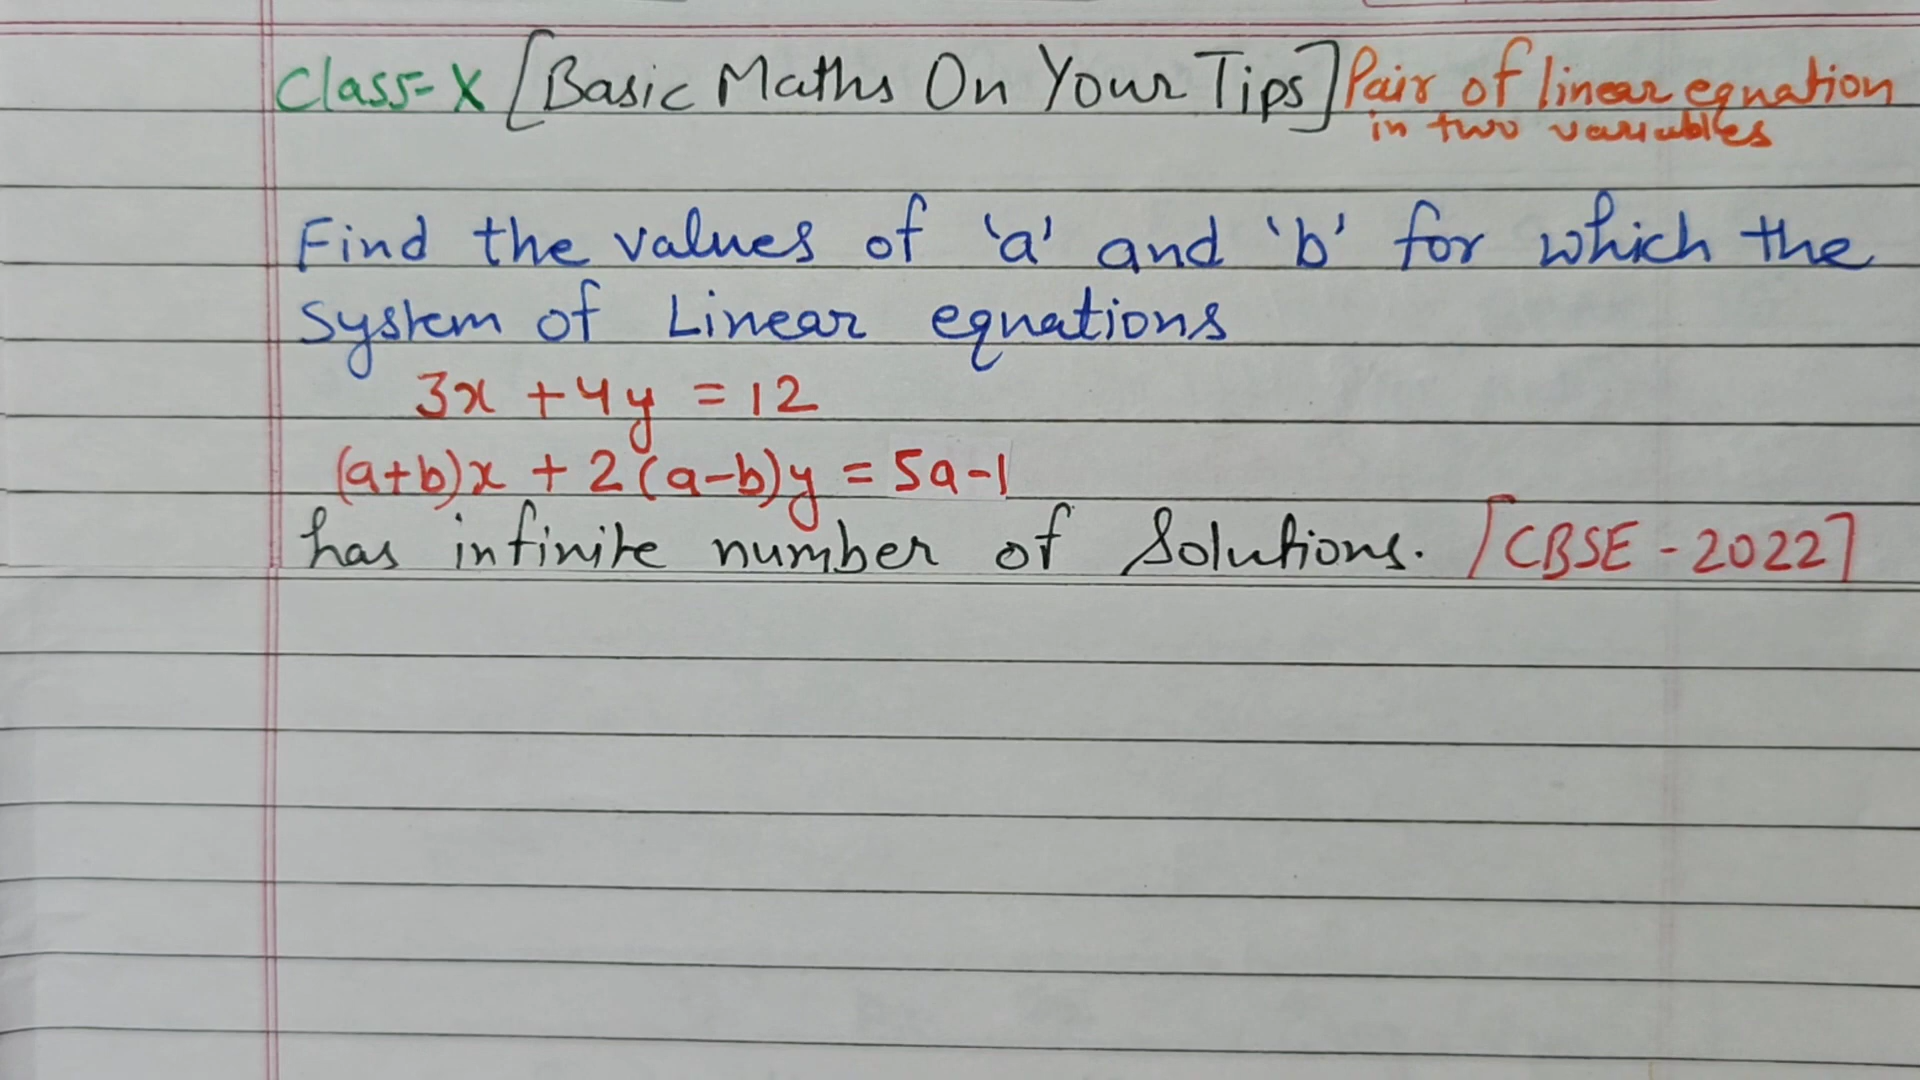 Class-X [Basic Maths On Your Tips] Pair of linear equation
in two variables
Find the values of 'a' and 'b' for which the
system of Linear equations
3x + 4y = 12
(a+b)x + 2(a-b)y = 5a-1
has infinite number of Solutions. [CBSE - 2022]